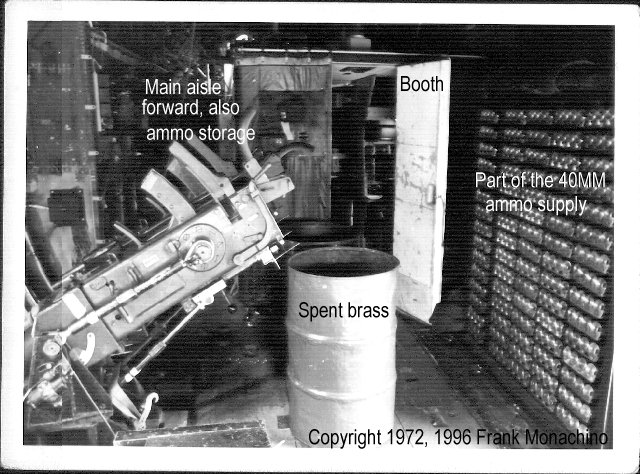 Main aisle
forward, also
ammo storage
Booth
Part of the 40MM
ammo supply
Spent brass
Copyright 1972, 1996 Frank Monachino